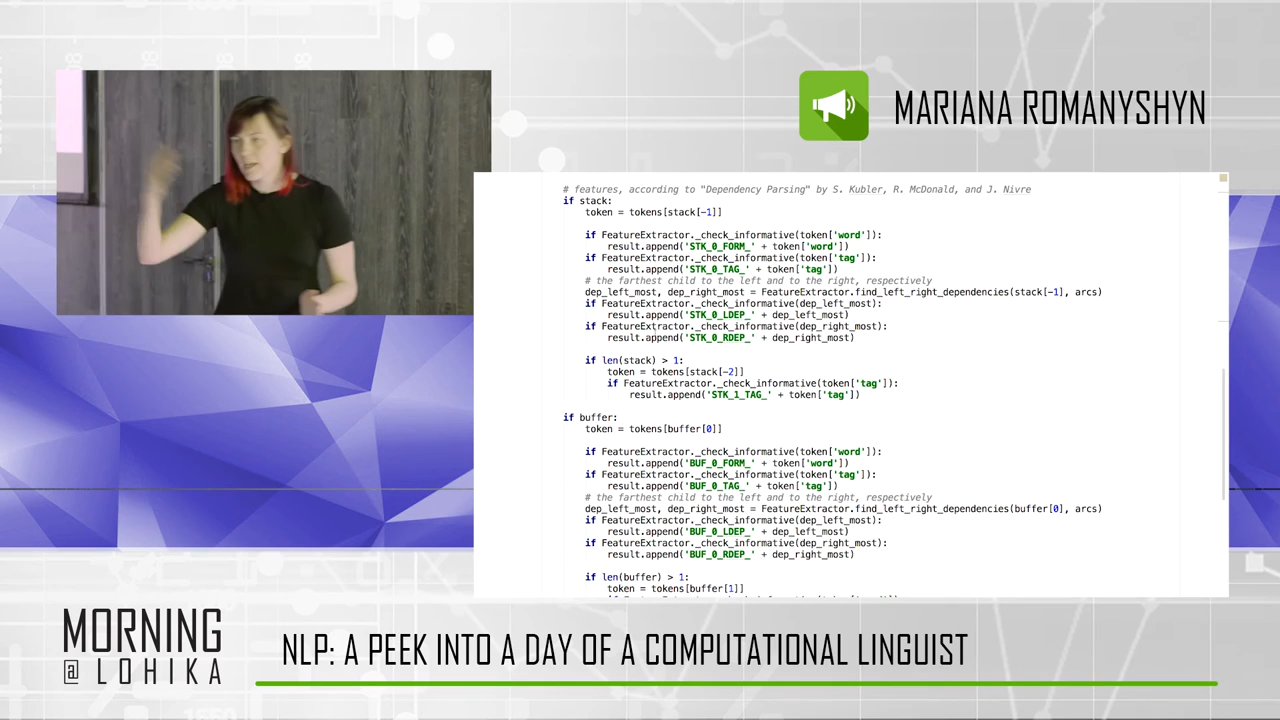 MARIANA ROMANYSHYN
# features, according to "Dependency Parsing" by S. Kubler, R. McDonald, and J. Nivre
if stack:
token = tokens[stack[-1]]
if FeatureExtractor._check_informative(token['word']):
result.append('STK_0_FORM_' + token['word'])
if FeatureExtractor._check_informative(token['tag']):
result.append('STK_0_TAG_' + token['tag'])
# the farthest child to the left and to the right, respectively
dep_left_most, dep_right_most = FeatureExtractor.find_left_right_dependencies(stack[-1], arcs)
if FeatureExtractor._check_informative(dep_left_most):
result.append('STK_0_LDEP_' + dep_left_most)
if FeatureExtractor._check_informative(dep_right_most):
result.append('STK_0_RDEP_' + dep_right_most)
if len(stack) > 1:
token = tokens[stack[-2]]
if FeatureExtractor._check_informative(token['tag']):
result.append('STK_1_TAG_' + token['tag'])
if buffer:
token = tokens[buffer[0]]
if FeatureExtractor._check_informative(token['word']):
result.append('BUF_0_FORM_' + token['word'])
if FeatureExtractor._check_informative(token['tag']):
result.append('BUF_0_TAG_' + token['tag'])
# the farthest child to the left and to the right, respectively
dep_left_most, dep_right_most = FeatureExtractor.find_left_right_dependencies(buffer[0], arcs)
if FeatureExtractor._check_informative(dep_left_most):
result.append('BUF_0_LDEP_' + dep_left_most)
if FeatureExtractor._check_informative(dep_right_most):
result.append('BUF_0_RDEP_' + dep_right_most)
if len(buffer) > 1:
token = tokens[buffer[1]]
MORNING
@ LOHIKA
NLP: A PEEK INTO A DAY OF A COMPUTATIONAL LINGUIST